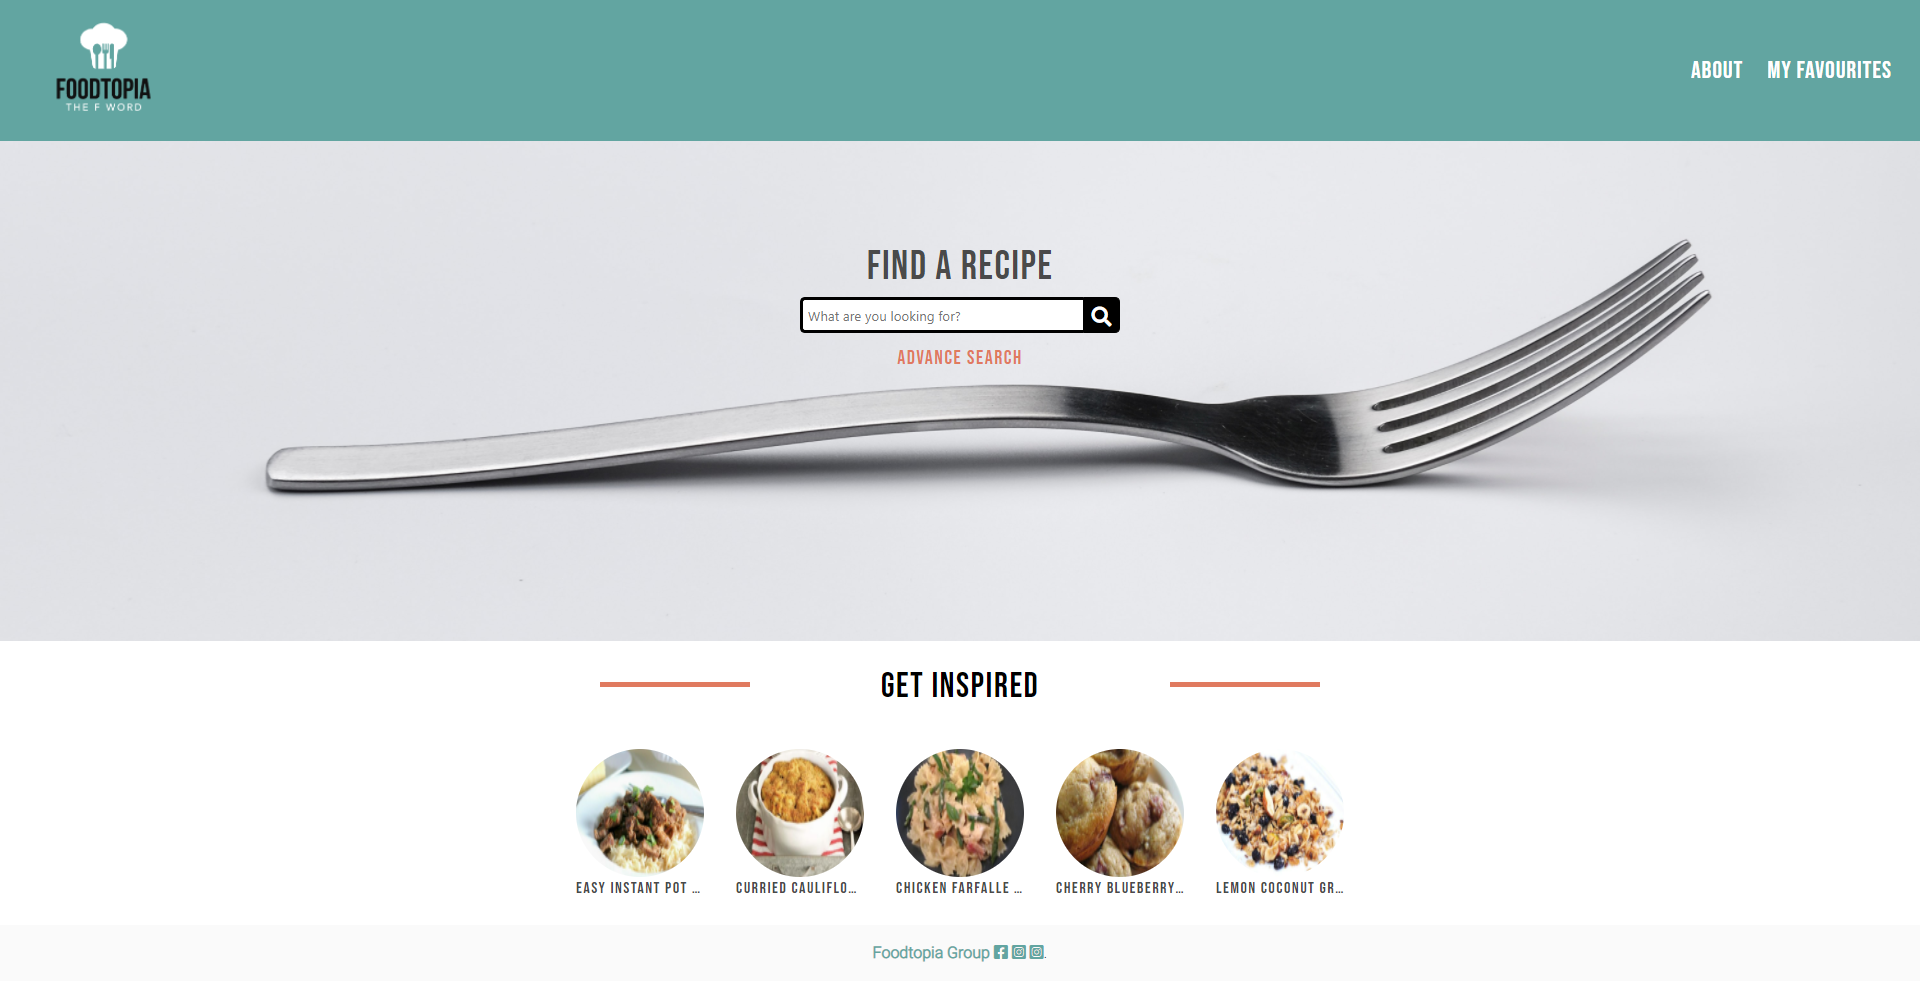 FOODTOPIA
THE F WORD
ABOUT
MY FAVOURITES
FIND A RECIPE
What are you looking for?
ADVANCE SEARCH
GET INSPIRED
EASY INSTANT POT ...
CURRIED CAULIFLO...
CHICKEN FARFALLE ...
CHERRY BLUEBERRY...
LEMON COCONUT GR...
Foodtopia Group .